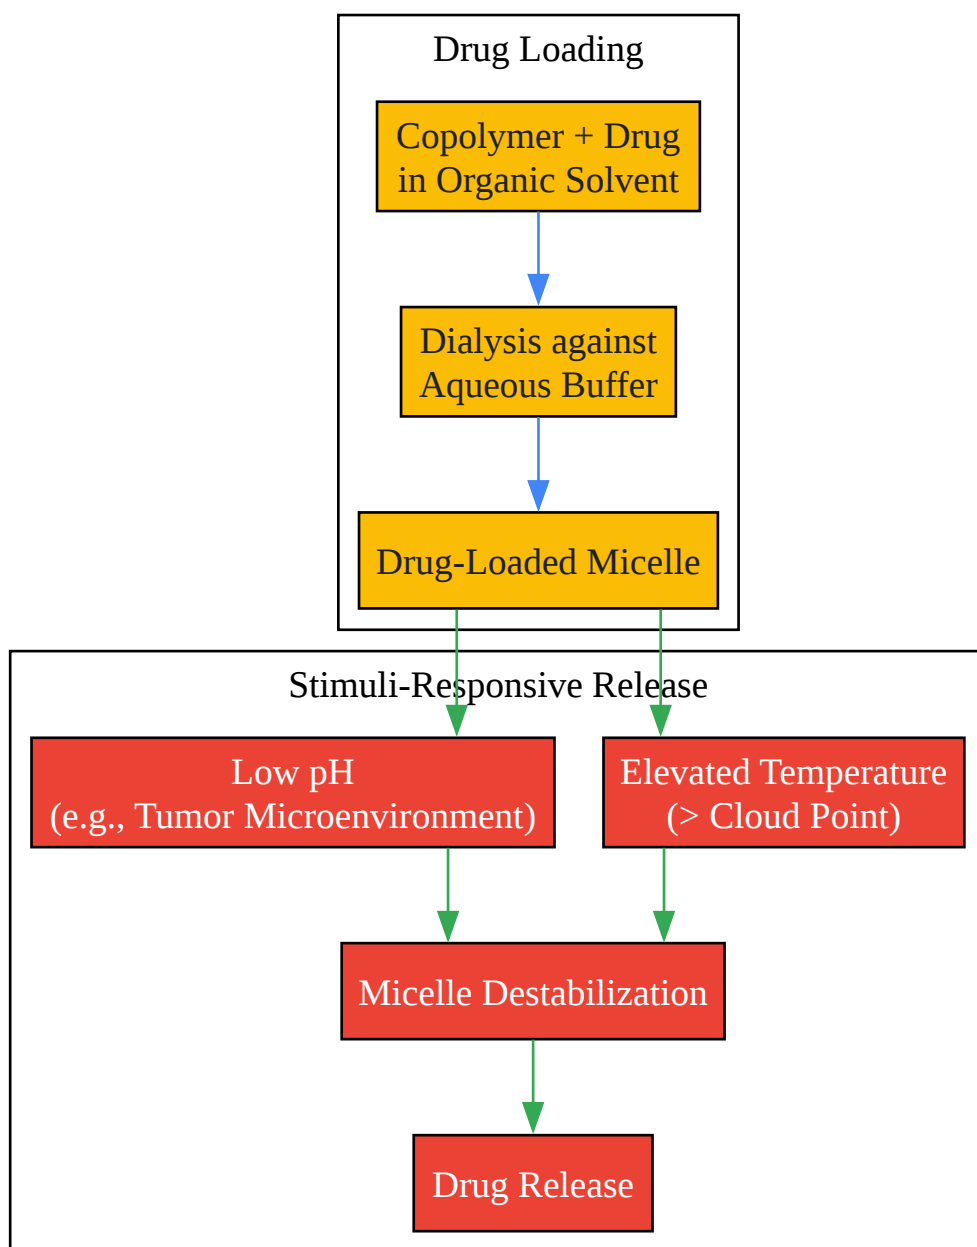 Drug Loading
Copolymer + Drug
in Organic Solvent
Dialysis against
Aqueous Buffer
Drug-Loaded Micelle
Stimuli-Responsive Release
Low pH
(e.g., Tumor Microenvironment)
Elevated Temperature
(> Cloud Point)
Micelle Destabilization
Drug Release